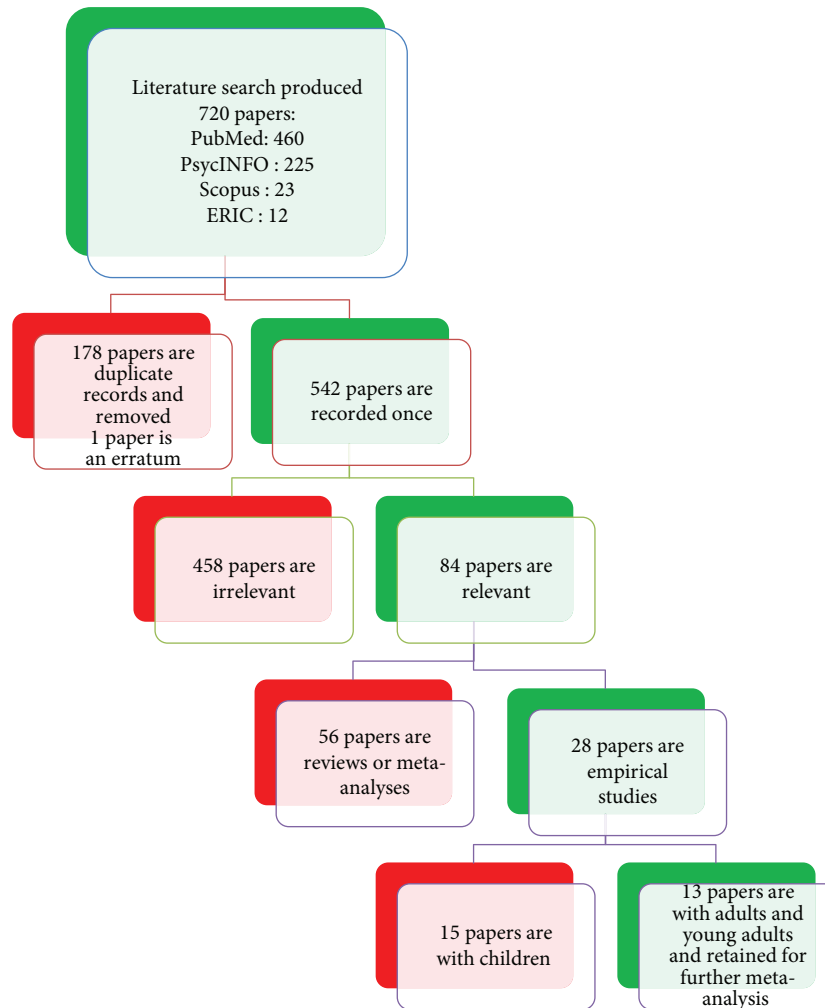 Literature search produced
720 papers:
PubMed: 460
PsycINFO : 225
Scopus : 23
ERIC : 12
178 papers are
duplicate
records and
removed
1 paper is
an erratum
542 papers are
recorded once
458 papers are
irrelevant
84 papers are
relevant
56 papers are
reviews or meta-
analyses
28 papers are
empirical
studies
15 papers are
with children
13 papers are
with adults and
young adults
and retained for
further meta-
analysis